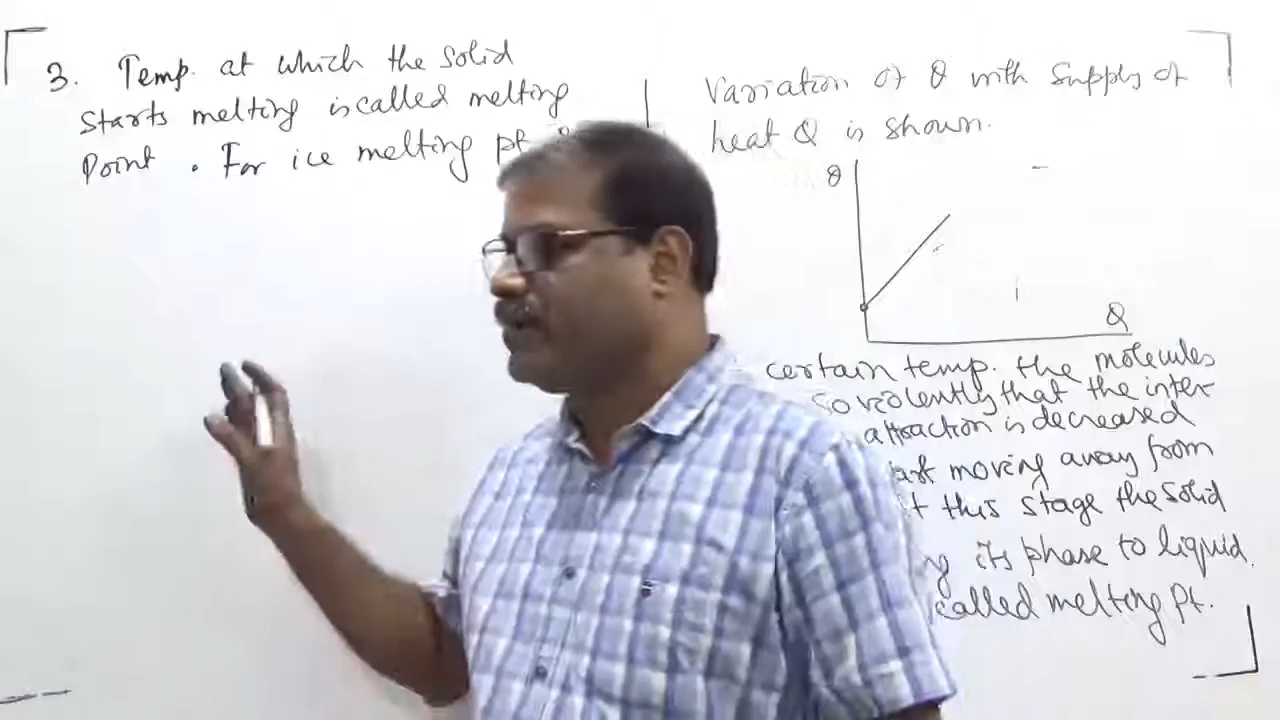 3. Temp. at which the solid
starts melting is called melting
point. For ice melting pt
Variation of θ with supply of
heat Q is shown.
θ
Q
certain temp. the molecules
so violently that the inter
attraction is decreased
moving away from
this stage the solid
its phase to liquid.
called melting pt.